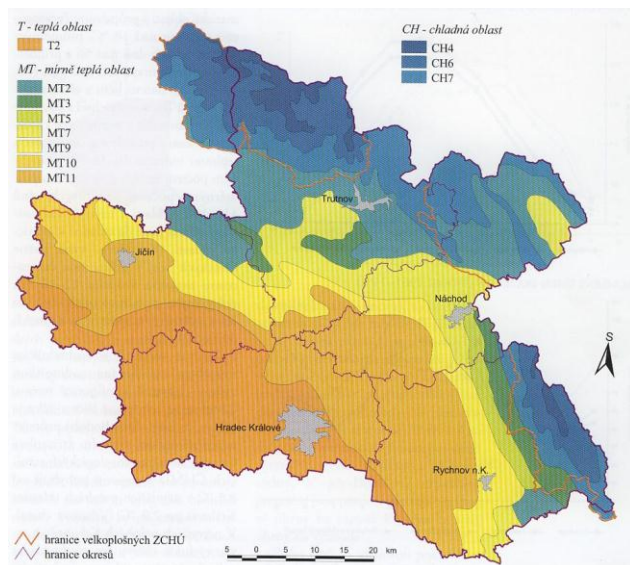 T - teplá oblast
T2
MT - mírně teplá oblast
MT2
MT3
MT5
MT7
MT9
MT10
MT11
CH - chladná oblast
CH4
CH6
CH7
Trutnov
Jičín
Náchod
Hradec Králové
Rychnov n.K.
S
hranice velkoplošných ZCHÚ
hranice okresů
5 0 5 10 15 20 km